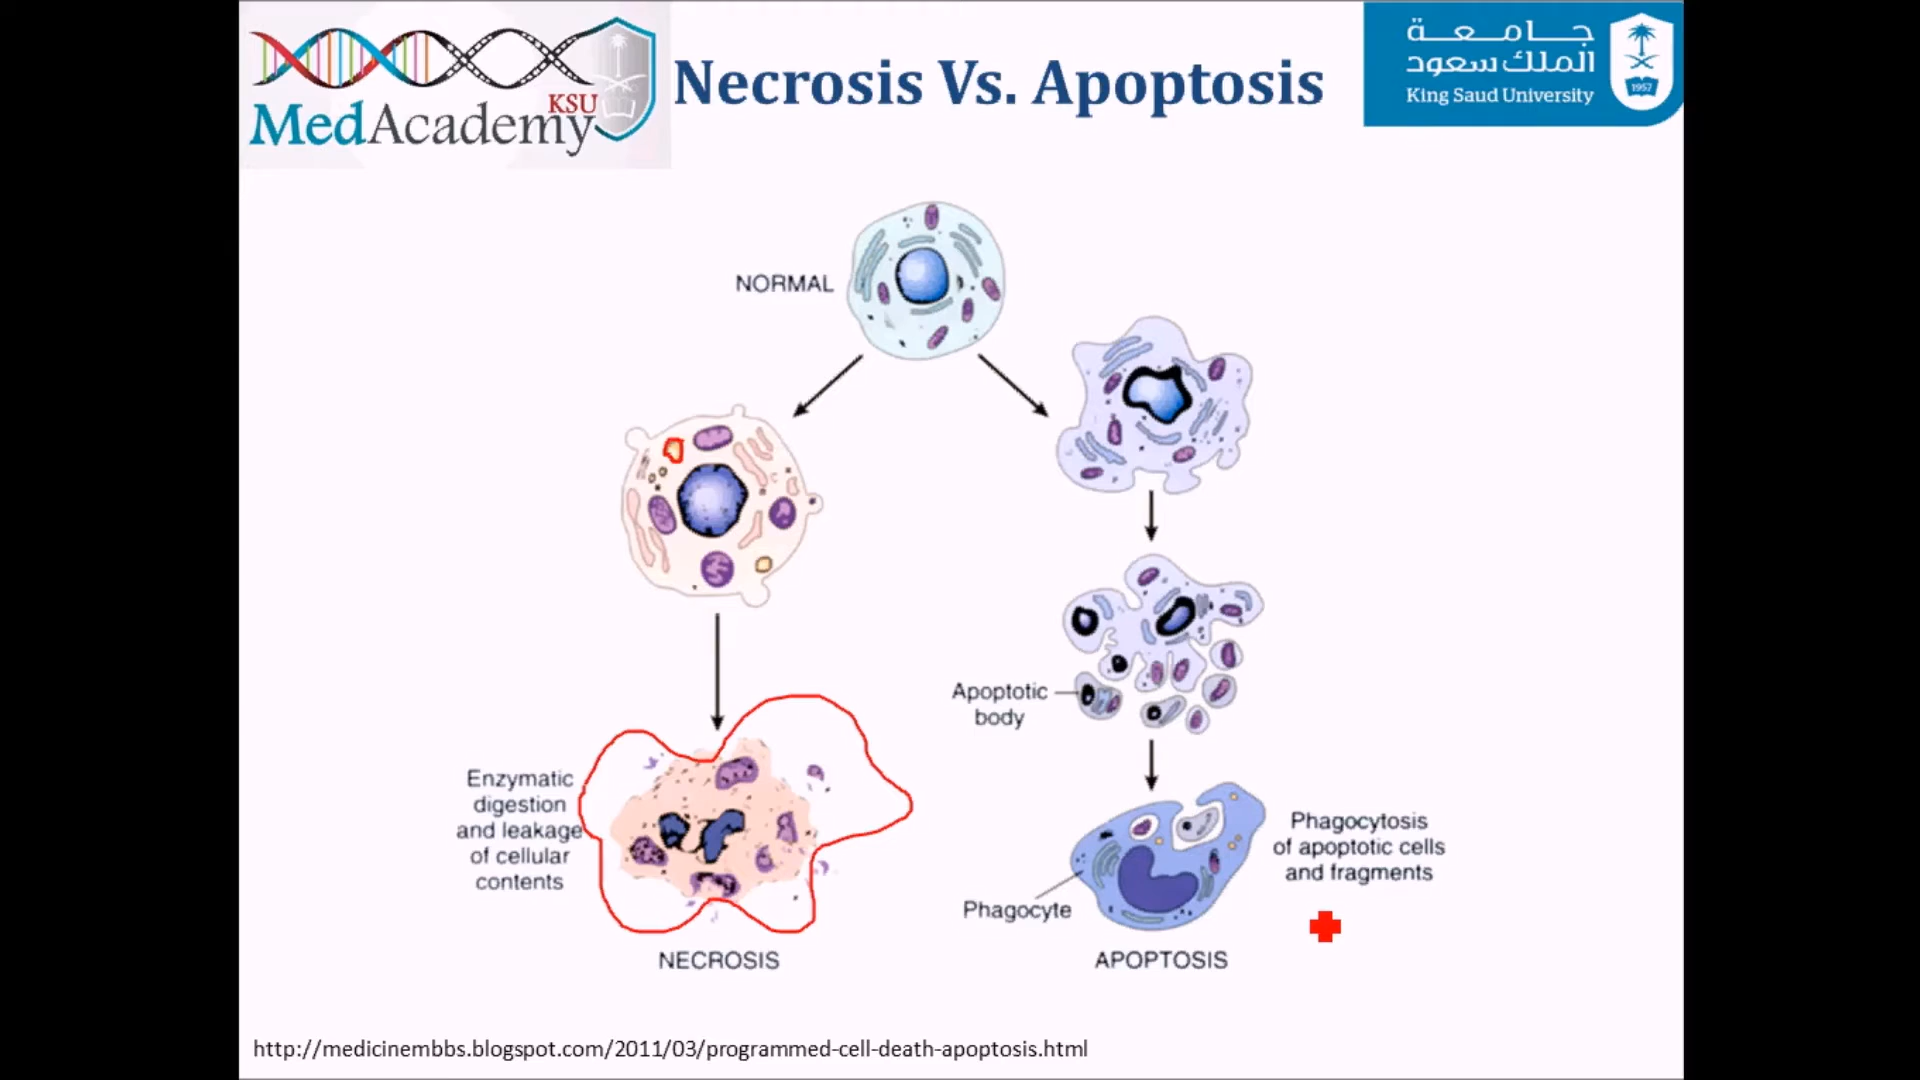 KSU
MedAcademy
Necrosis Vs. Apoptosis
جـــامـعـة
الملك سعود
King Saud University
1957
NORMAL
Apoptotic
body
Enzymatic
digestion
and leakage
of cellular
contents
Phagocytosis
of apoptotic cells
and fragments
Phagocyte
NECROSIS
APOPTOSIS
http://medicinembbs.blogspot.com/2011/03/programmed-cell-death-apoptosis.html